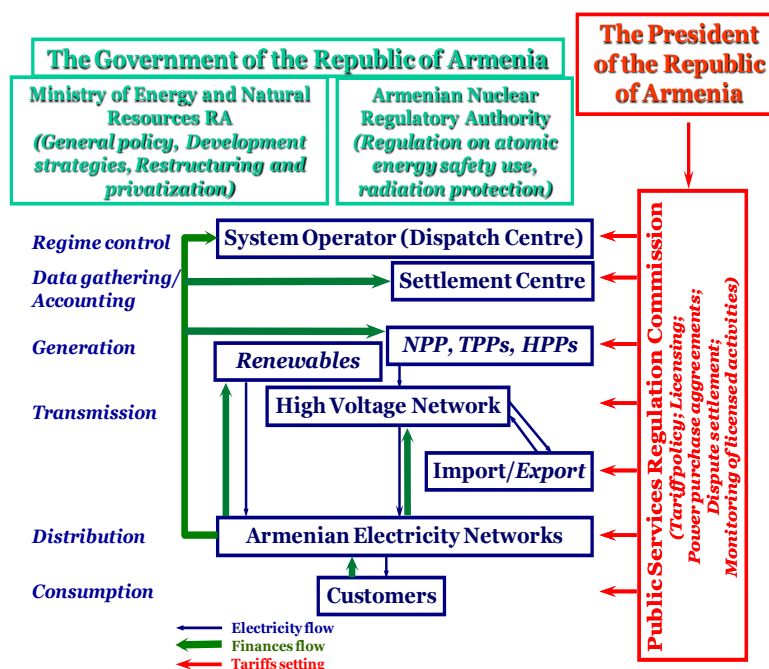 The Government of the Republic of Armenia
Ministry of Energy and Natural
Resources RA
(General policy, Development
strategies, Restructuring and
privatization)
Armenian Nuclear
Regulatory Authority
(Regulation on atomic
energy safety use,
radiation protection)
The President
of the Republic
of Armenia
Regime control
System Operator (Dispatch Centre)
Data gathering/
Accounting
Settlement Centre
Generation
NPP, TPPs, HPPs
Renewables
Transmission
High Voltage Network
Import/Export
Distribution
Armenian Electricity Networks
Consumption
Customers
Public Services Regulation Commission
(Tariff policy; Licensing;
Power purchase aggreements;
Dispute settlement;
Monitoring of licensed activities)
Electricity flow
Finances flow
Tariffs setting